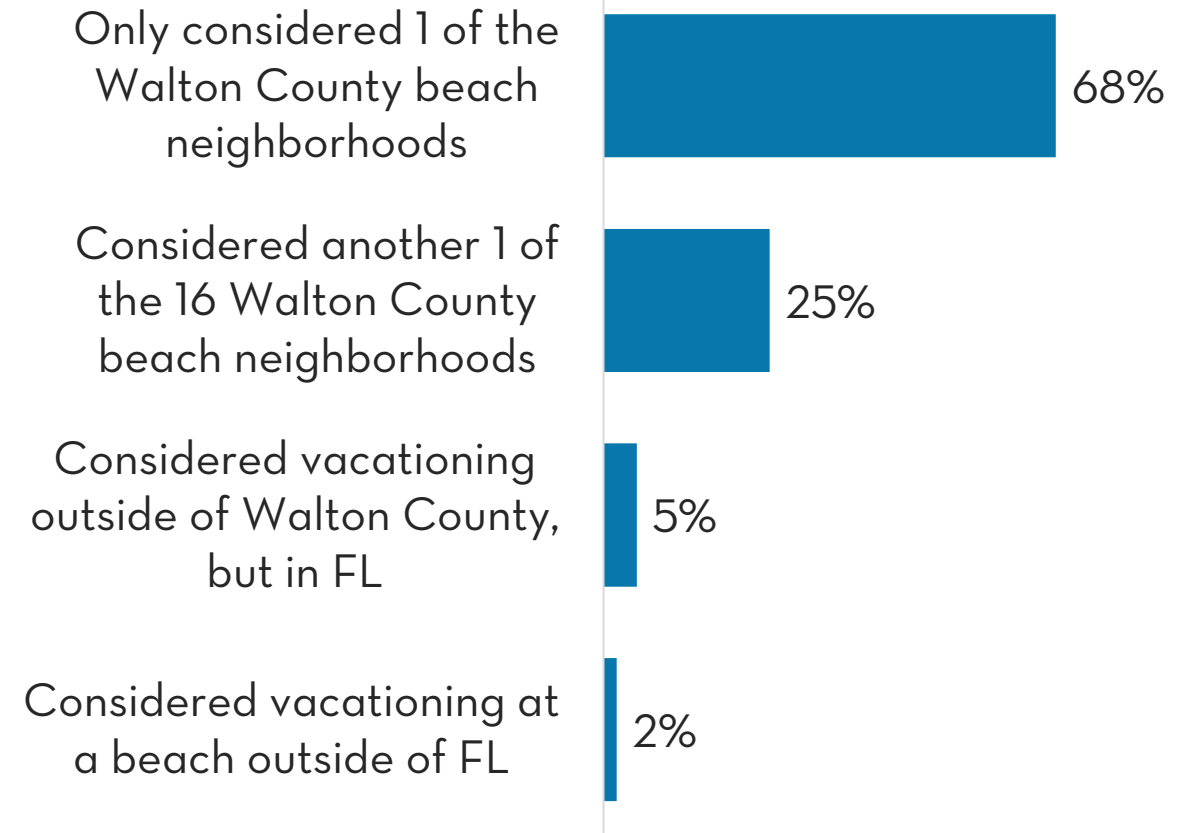 Only considered 1 of the
Walton County beach
neighborhoods
68%
Considered another 1 of
the 16 Walton County
beach neighborhoods
25%
Considered vacationing
outside of Walton County,
but in FL
5%
Considered vacationing at
a beach outside of FL
2%